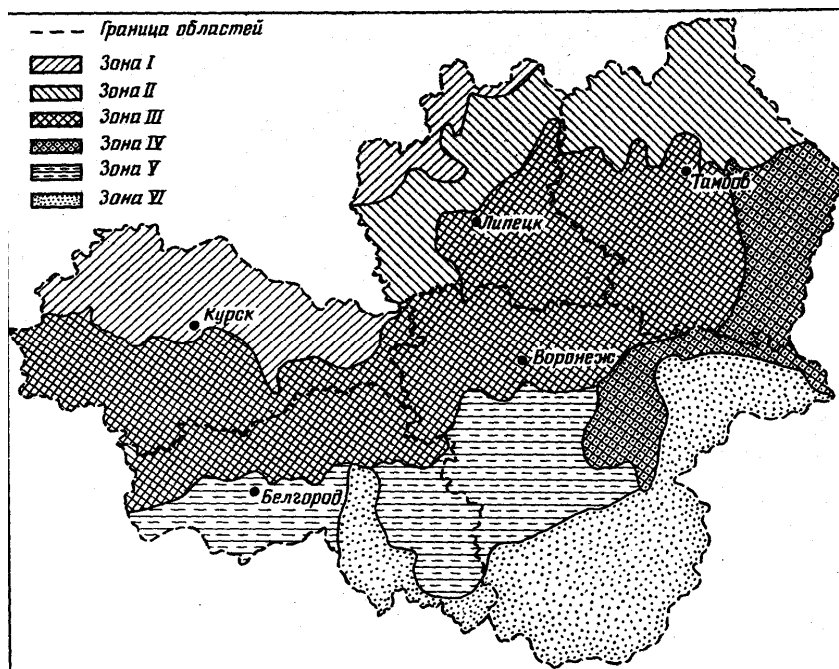 Граница областей
Зона I
Зона II
Зона III
Зона IV
Зона V
Зона VI
Тамбов
Липецк
Курск
Воронеж
Белгород